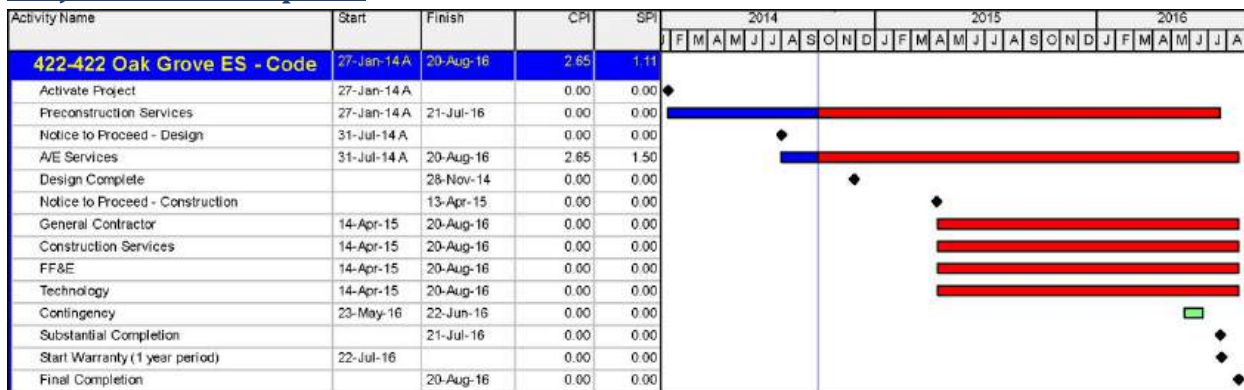 Activity Name Start Finish CPI SPI 2014 2015 2016
J F M A M J J A S O N D J F M A M J J A S O N D J F M A M J J A
422-422 Oak Grove ES - Code 27-Jan-14 A 20-Aug-16 2.65 1.11
Activate Project 27-Jan-14 A 0.00 0.00
Preconstruction Services 27-Jan-14 A 21-Jul-16 0.00 0.00
Notice to Proceed - Design 31-Jul-14 A 0.00 0.00
A/E Services 31-Jul-14 A 20-Aug-16 2.65 1.50
Design Complete 28-Nov-14 0.00 0.00
Notice to Proceed - Construction 13-Apr-15 0.00 0.00
General Contractor 14-Apr-15 20-Aug-16 0.00 0.00
Construction Services 14-Apr-15 20-Aug-16 0.00 0.00
FF&E 14-Apr-15 20-Aug-16 0.00 0.00
Technology 14-Apr-15 20-Aug-16 0.00 0.00
Contingency 23-May-16 22-Jun-16 0.00 0.00
Substantial Completion 21-Jul-16 0.00 0.00
Start Warranty (1 year period) 22-Jul-16 0.00 0.00
Final Completion 20-Aug-16 0.00 0.00